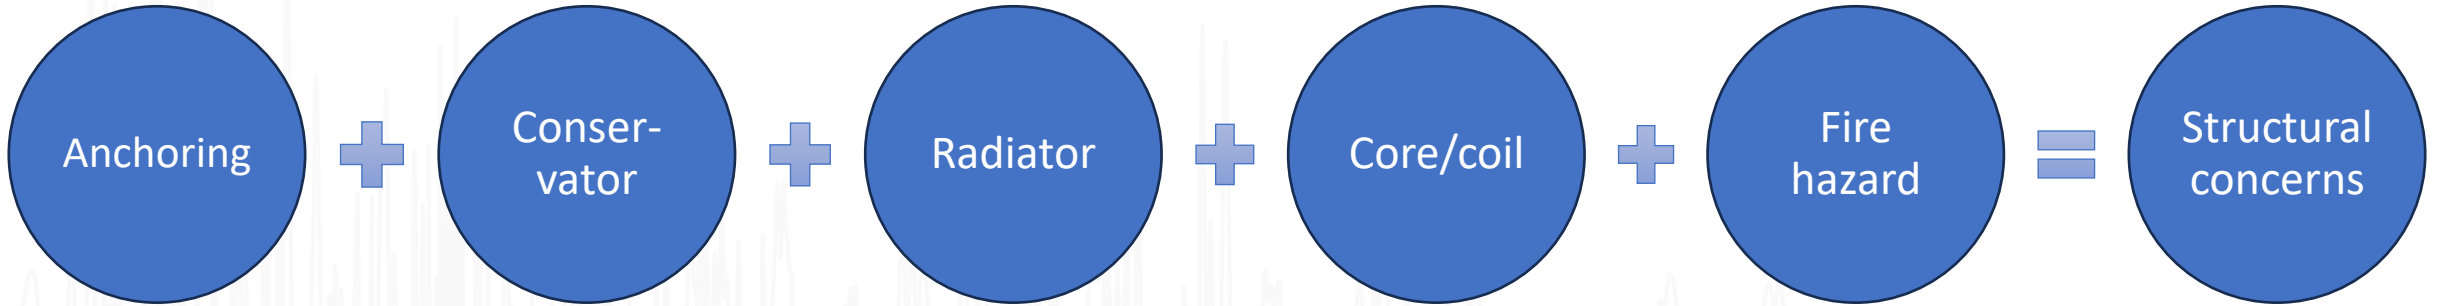 Anchoring
Conser-
vator
Radiator
Core/coil
Fire
hazard
Structural
concerns